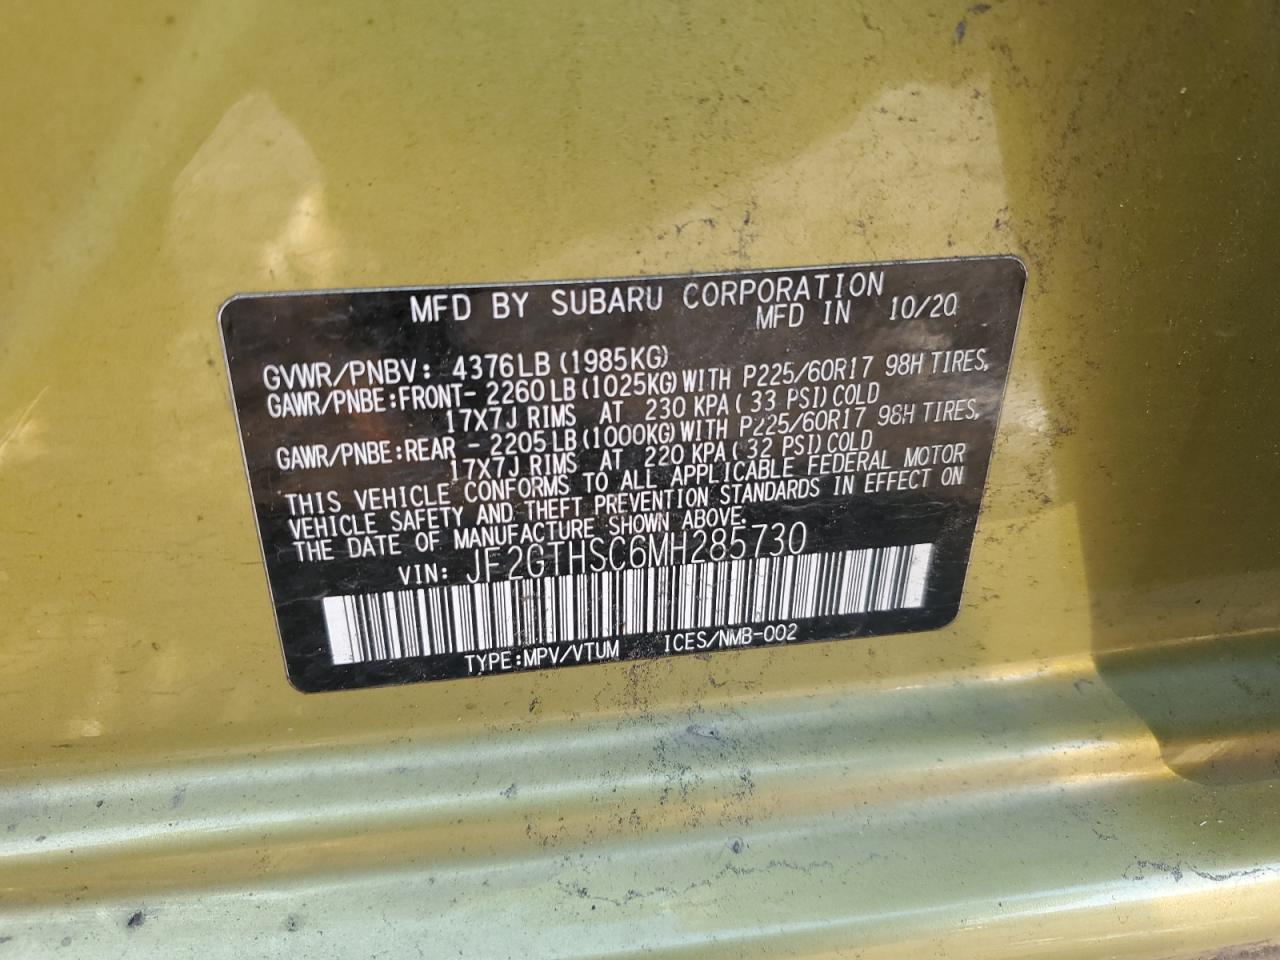 MFD BY SUBARU CORPORATION
MFD IN 10/20
GVWR/PNBV: 4376LB (1985KG)
GAWR/PNBE:FRONT- 2260LB (1025KG) WITH P225/60R17 98H TIRES,
17X7J RIMS AT 230 KPA ( 33 PSI) COLD
GAWR/PNBE:REAR - 2205LB (1000KG) WITH P225/60R17 98H TIRES,
17X7J RIMS AT 220 KPA ( 32 PSI) COLD
THIS VEHICLE CONFORMS TO ALL APPLICABLE FEDERAL MOTOR
VEHICLE SAFETY AND THEFT PREVENTION STANDARDS IN EFFECT ON
THE DATE OF MANUFACTURE SHOWN ABOVE.
VIN: JF2GTHSC6MH285730
TYPE:MPV/VTUM ICES/NMB-002